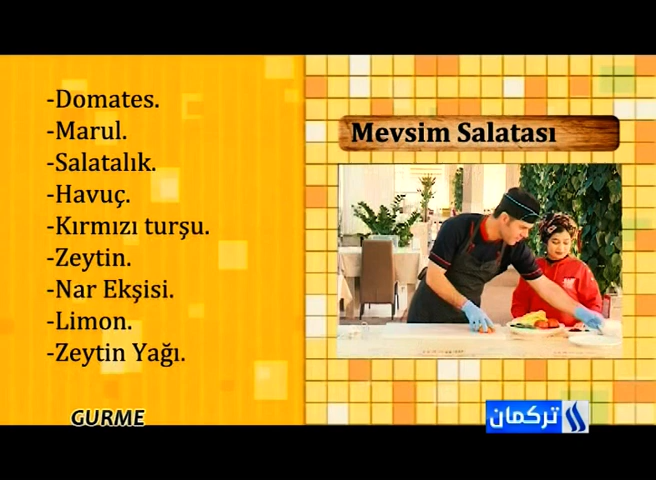 -Domates.
-Marul.
-Salatalık.
-Havuç.
-Kırmızı turşu.
-Zeytin.
-Nar Ekşisi.
-Limon.
-Zeytin Yağı.
Mevsim Salatası
GURME
تركمان